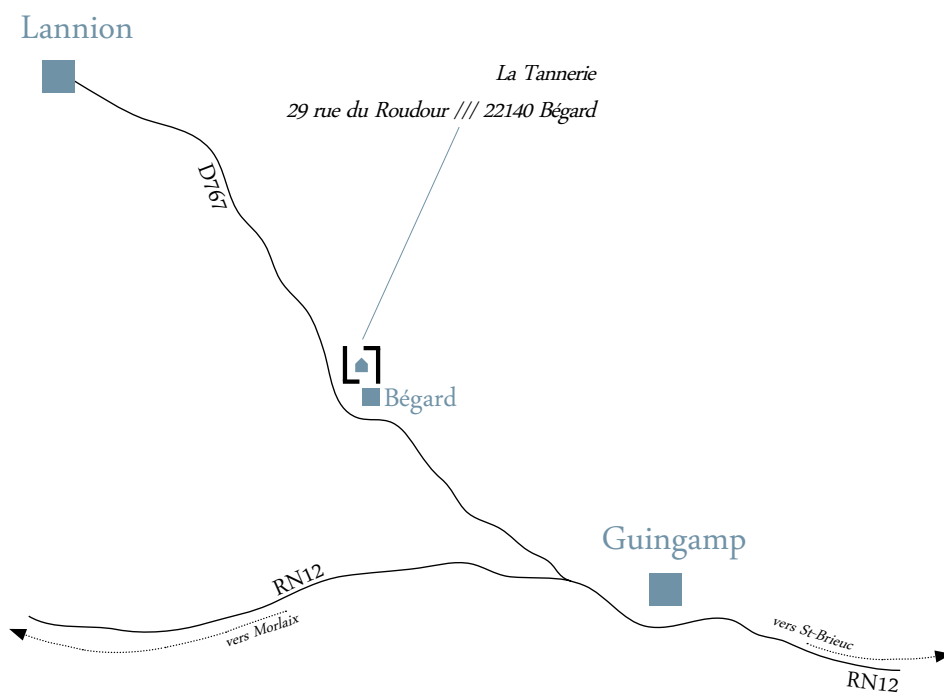 Lannion
La Tannerie
29 rue du Roudour /// 22140 Bégard
D767
Bégard
Guingamp
RN12
vers Morlaix
vers St-Brieuc
RN12